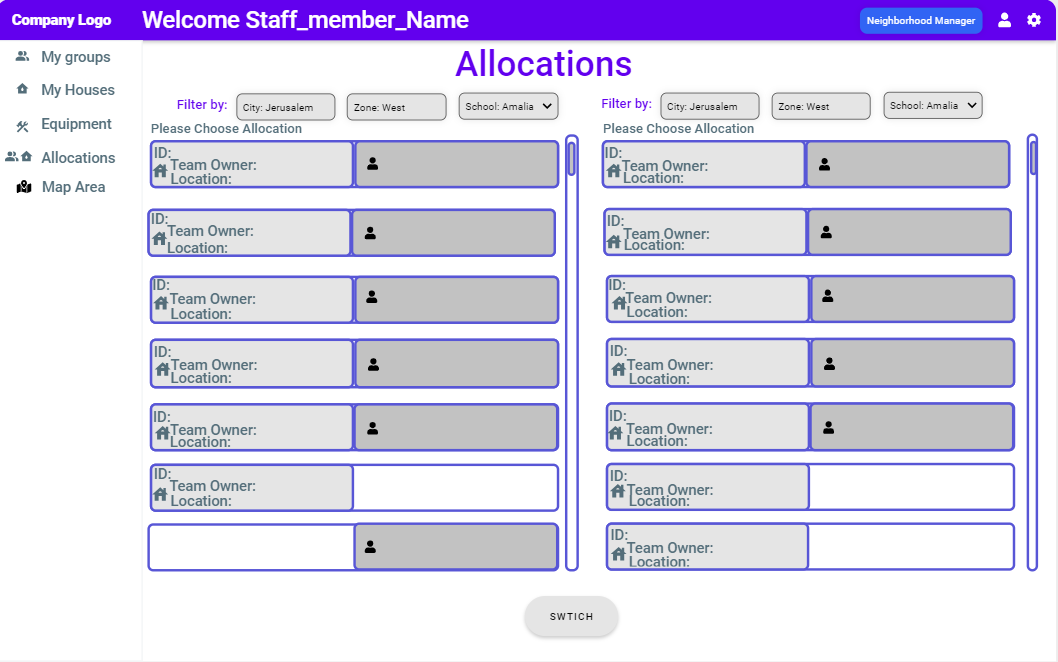 Company Logo
Welcome Staff_member_Name
Neighborhood Manager
My groups
My Houses
Equipment
Allocations
Map Area
Allocations
Filter by:
City: Jerusalem
Zone: West
School: Amalia
Please Choose Allocation
ID:
Team Owner:
Location:
ID:
Team Owner:
Location:
ID:
Team Owner:
Location:
ID:
Team Owner:
Location:
ID:
Team Owner:
Location:
ID:
Team Owner:
Location:
Filter by:
City: Jerusalem
Zone: West
School: Amalia
Please Choose Allocation
ID:
Team Owner:
Location:
ID:
Team Owner:
Location:
ID:
Team Owner:
Location:
ID:
Team Owner:
Location:
ID:
Team Owner:
Location:
ID:
Team Owner:
Location:
ID:
Team Owner:
Location:
SWTICH